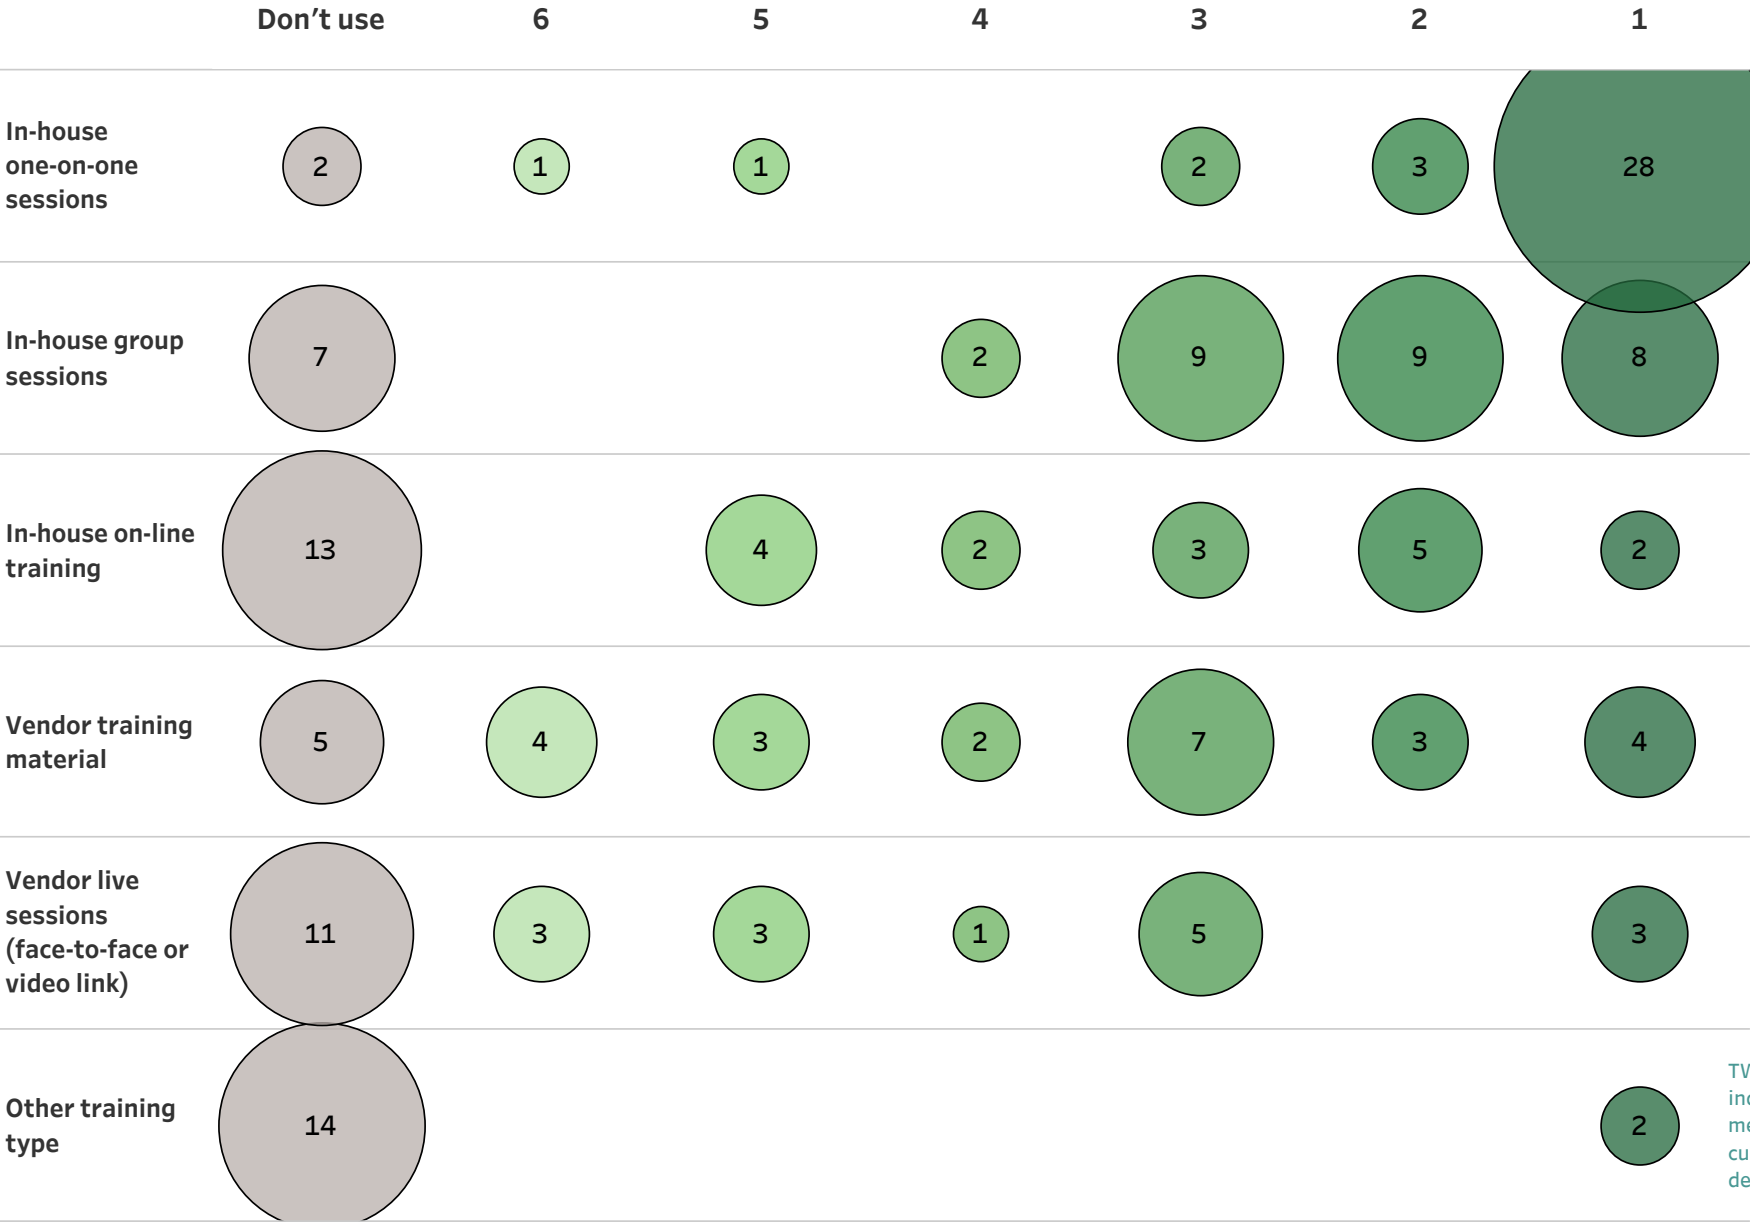 Don’t use 6 5 4 3 2 1
In-house
one-on-one
sessions
2 1 1 2 3 28
In-house group
sessions
7 2 9 9 8
In-house on-line
training
13 4 2 3 5 2
Vendor training
material
5 4 3 2 7 3 4
Vendor live
sessions
(face-to-face or
video link)
11 3 3 1 5 3
Other training
type
14 2